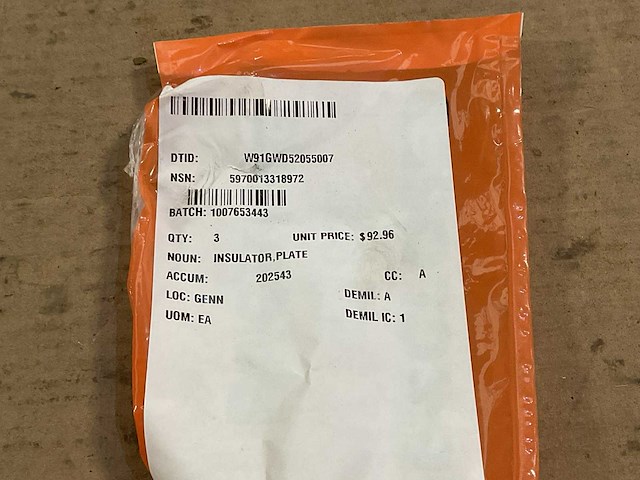 DTID: W91GWD52055007
NSN: 5970013318972
BATCH: 1007653443
QTY: 3 UNIT PRICE: $92.96
NOUN: INSULATOR,PLATE
ACCUM: 202543 CC: A
LOC: GENN DEMIL: A
UOM: EA DEMIL IC: 1